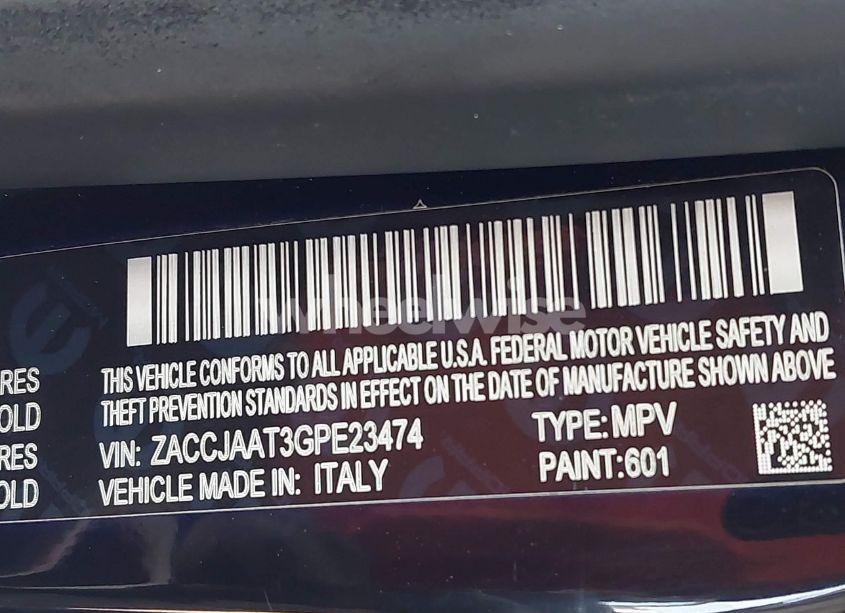 wheelwise
THIS VEHICLE CONFORMS TO ALL APPLICABLE U.S.A. FEDERAL MOTOR VEHICLE SAFETY AND
RES
THEFT PREVENTION STANDARDS IN EFFECT ON THE DATE OF MANUFACTURE SHOWN ABOVE
OLD
VIN: ZACCJAAT3GPE23474 TYPE: MPV
RES
VEHICLE MADE IN: ITALY PAINT: 601
OLD